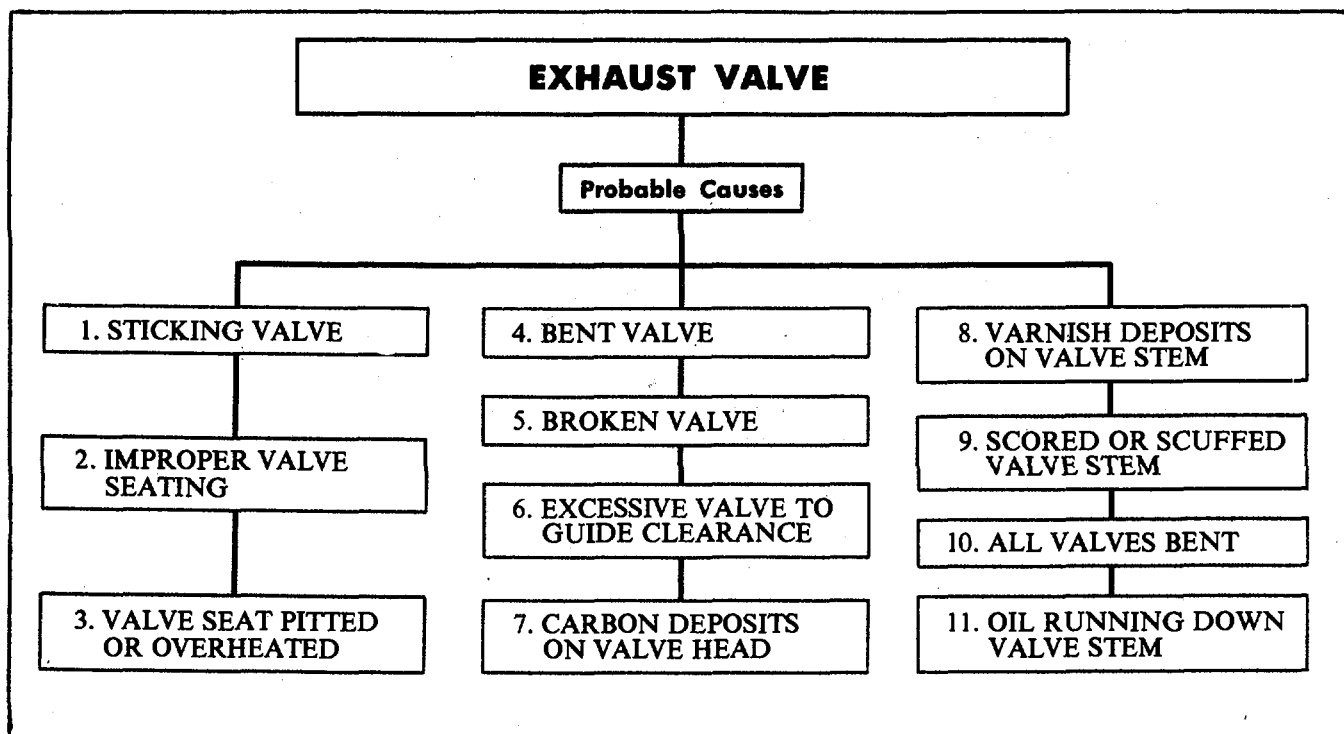 EXHAUST VALVE
Probable Causes
1. STICKING VALVE
2. IMPROPER VALVE
SEATING
3. VALVE SEAT PITTED
OR OVERHEATED
4. BENT VALVE
5. BROKEN VALVE
6. EXCESSIVE VALVE TO
GUIDE CLEARANCE
7. CARBON DEPOSITS
ON VALVE HEAD
8. VARNISH DEPOSITS
ON VALVE STEM
9. SCORED OR SCUFFED
VALVE STEM
10. ALL VALVES BENT
11. OIL RUNNING DOWN
VALVE STEM